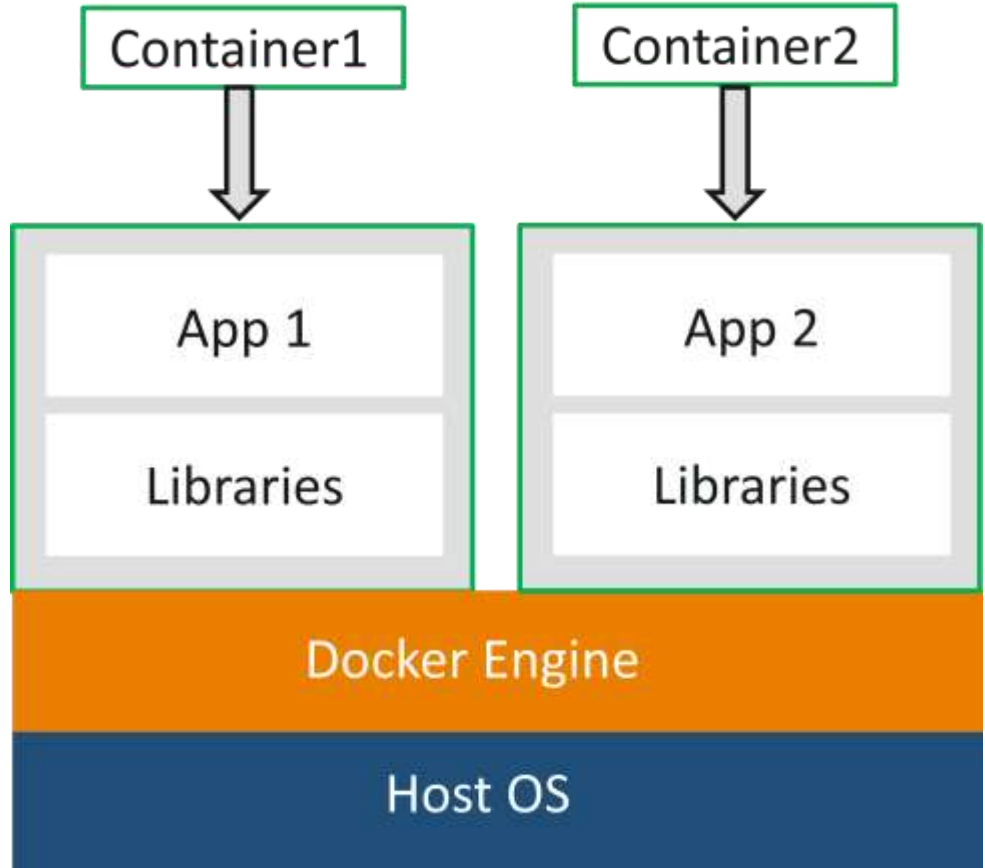 Container1
Container2
App 1
App 2
Libraries
Libraries
Docker Engine
Host OS